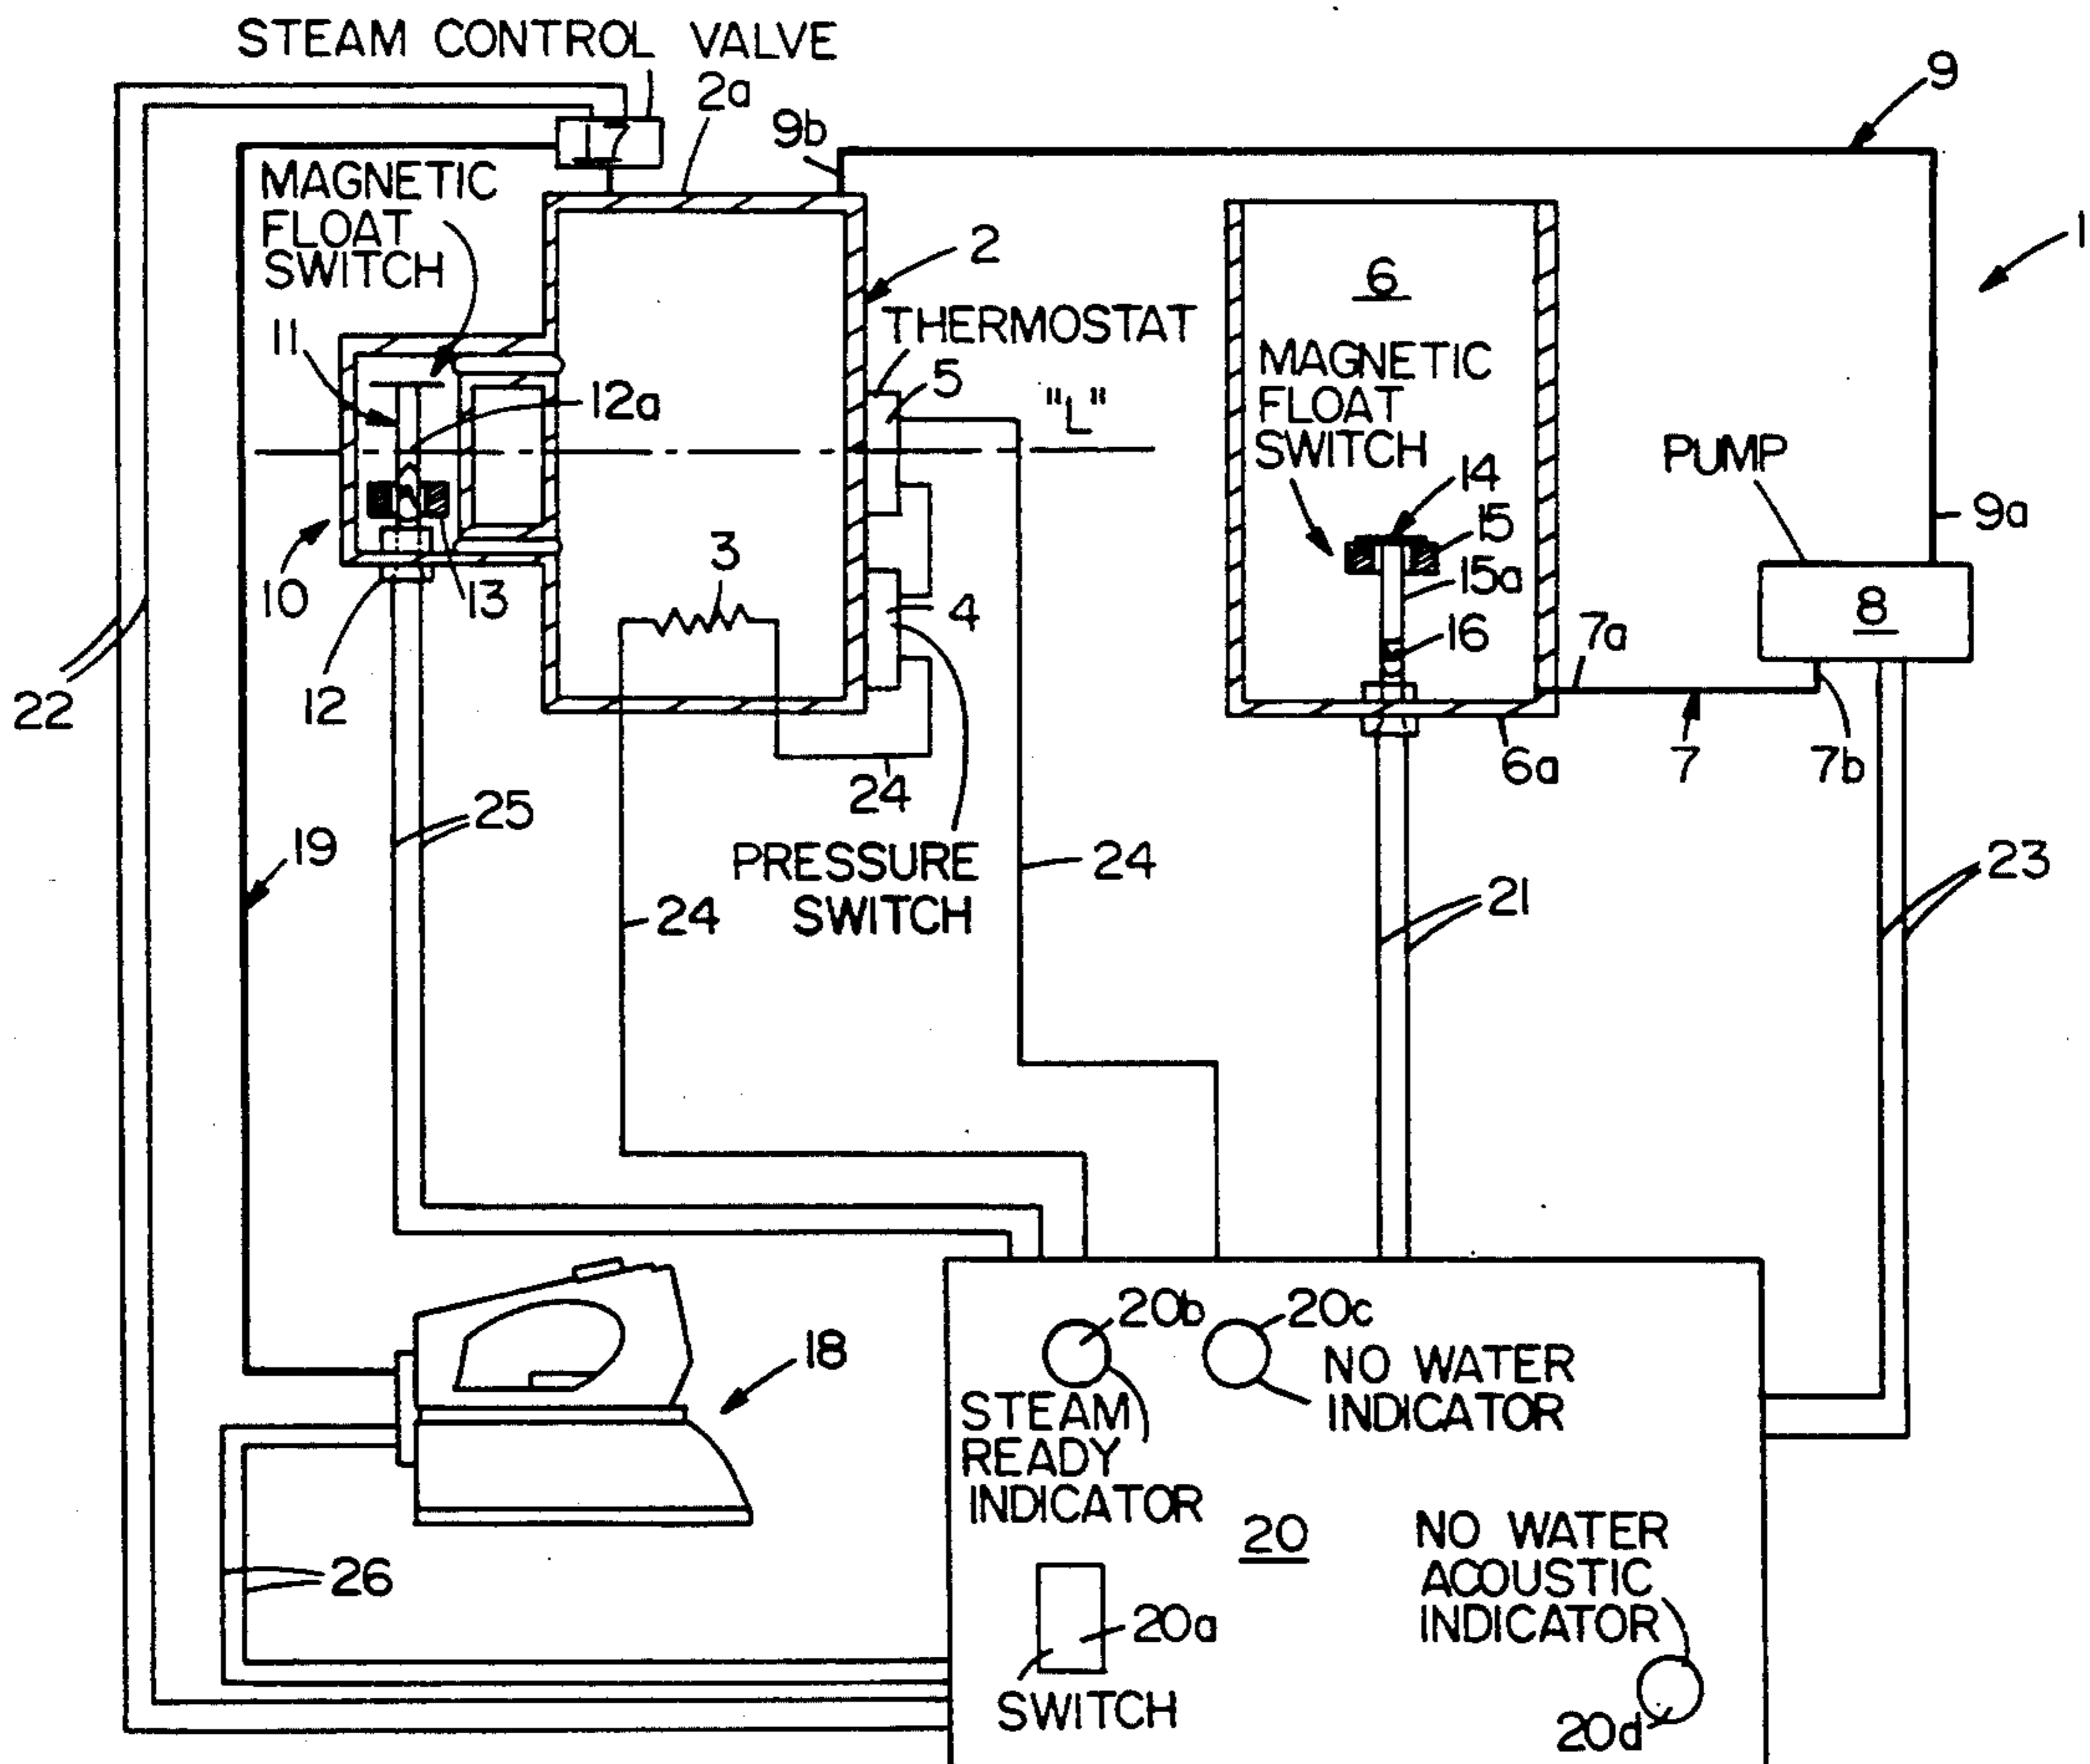 STEAM CONTROL VALVE
2a
9
9b
MAGNETIC
FLOAT
SWITCH
2
1
6
THERMOSTAT
11
5
12a
"L"
MAGNETIC
FLOAT
SWITCH
PUMP
14
15
9a
3
10
13
4
15a
8
16
7a
22
12
24
6a
7
7b
25
19
PRESSURE
SWITCH
24
24
21
23
20b
20c
18
NO WATER
INDICATOR
STEAM
READY
INDICATOR
20
NO WATER
ACOUSTIC
INDICATOR
26
20a
SWITCH
20d